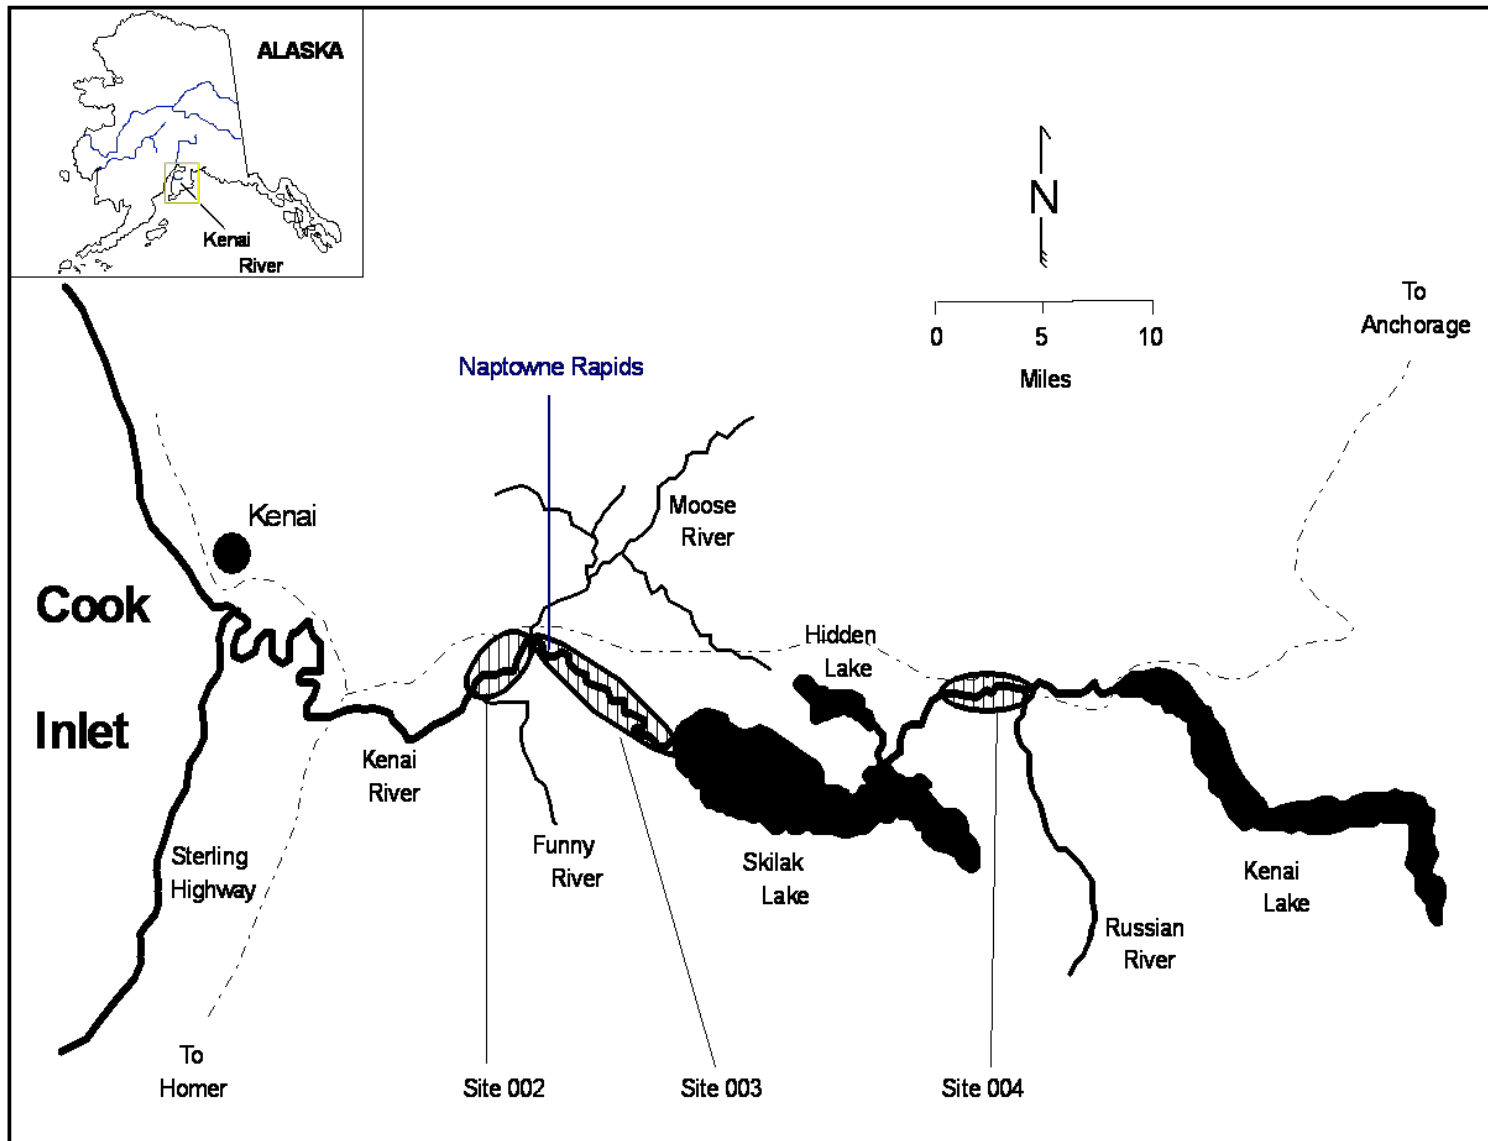 ALASKA
Kenai
River
N
0 5 10
Miles
To
Anchorage
Naptowne Rapids
Moose
River
Kenai
Cook
Inlet
Hidden
Lake
Kenai
River
Funny
River
Skilak
Lake
Kenai
Lake
Sterling
Highway
Russian
River
To
Homer
Site 002
Site 003
Site 004